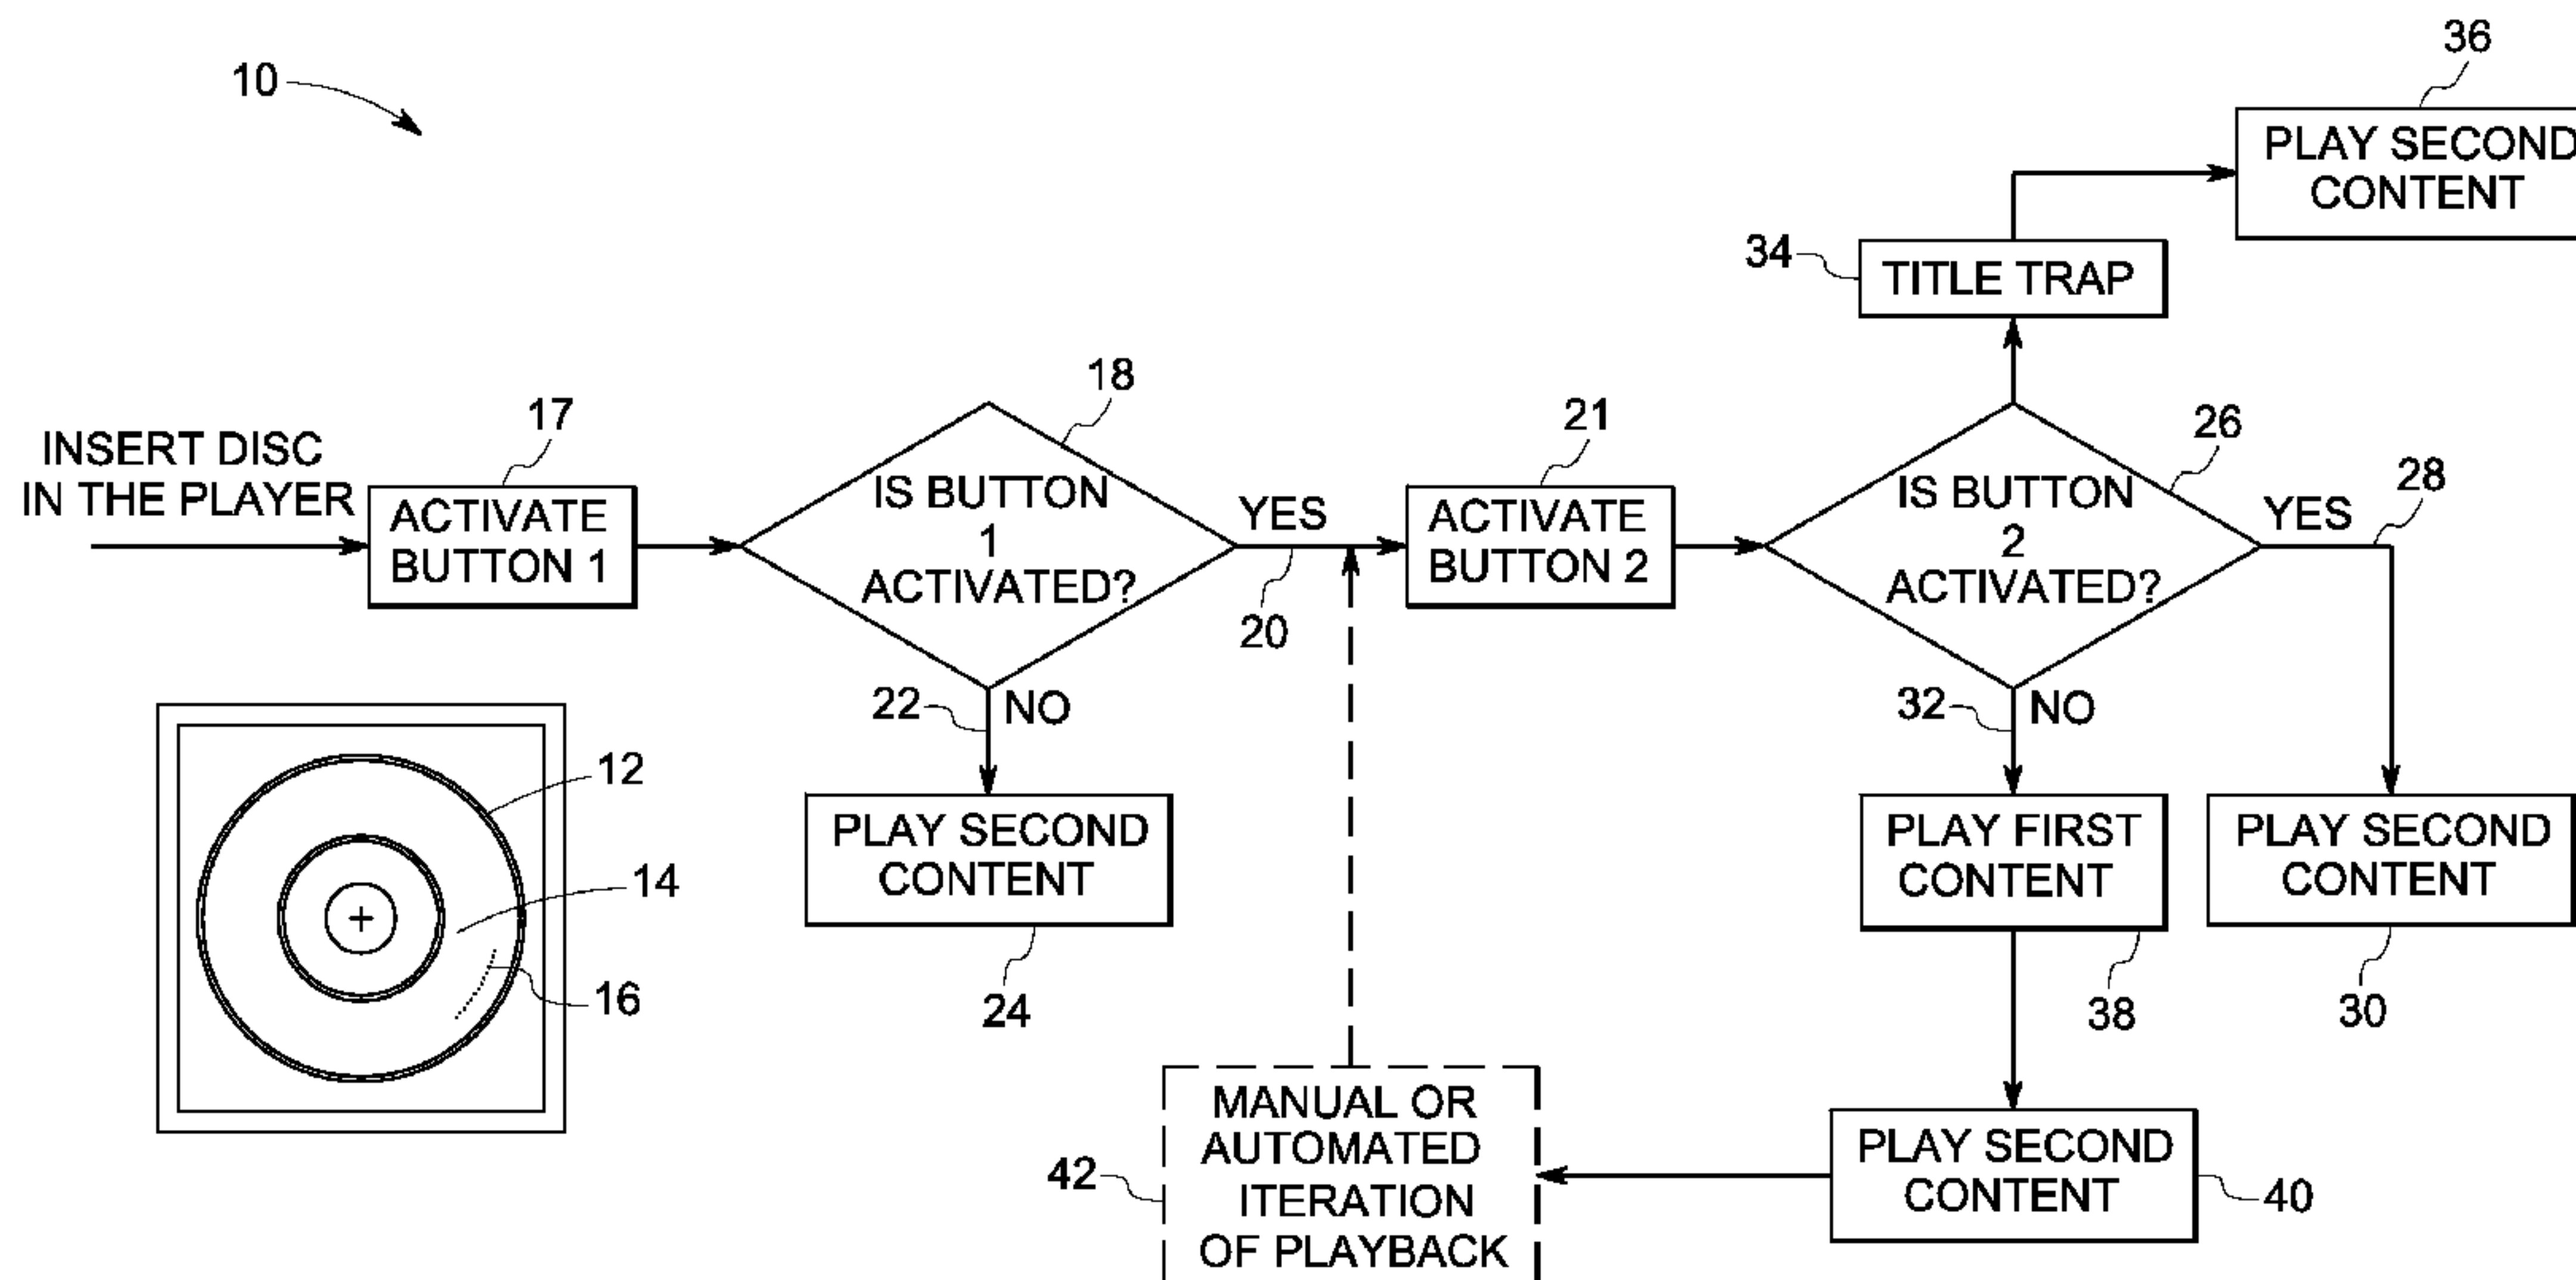 10
36
PLAY SECOND
CONTENT
34
TITLE TRAP
INSERT DISC
IN THE PLAYER
17
ACTIVATE
BUTTON 1
18
IS BUTTON
1
ACTIVATED?
YES
20
21
ACTIVATE
BUTTON 2
26
IS BUTTON
2
ACTIVATED?
YES
28
22
NO
32
NO
12
14
16
PLAY SECOND
CONTENT
24
PLAY FIRST
CONTENT
38
PLAY SECOND
CONTENT
30
42
MANUAL OR
AUTOMATED
ITERATION
OF PLAYBACK
PLAY SECOND
CONTENT
40